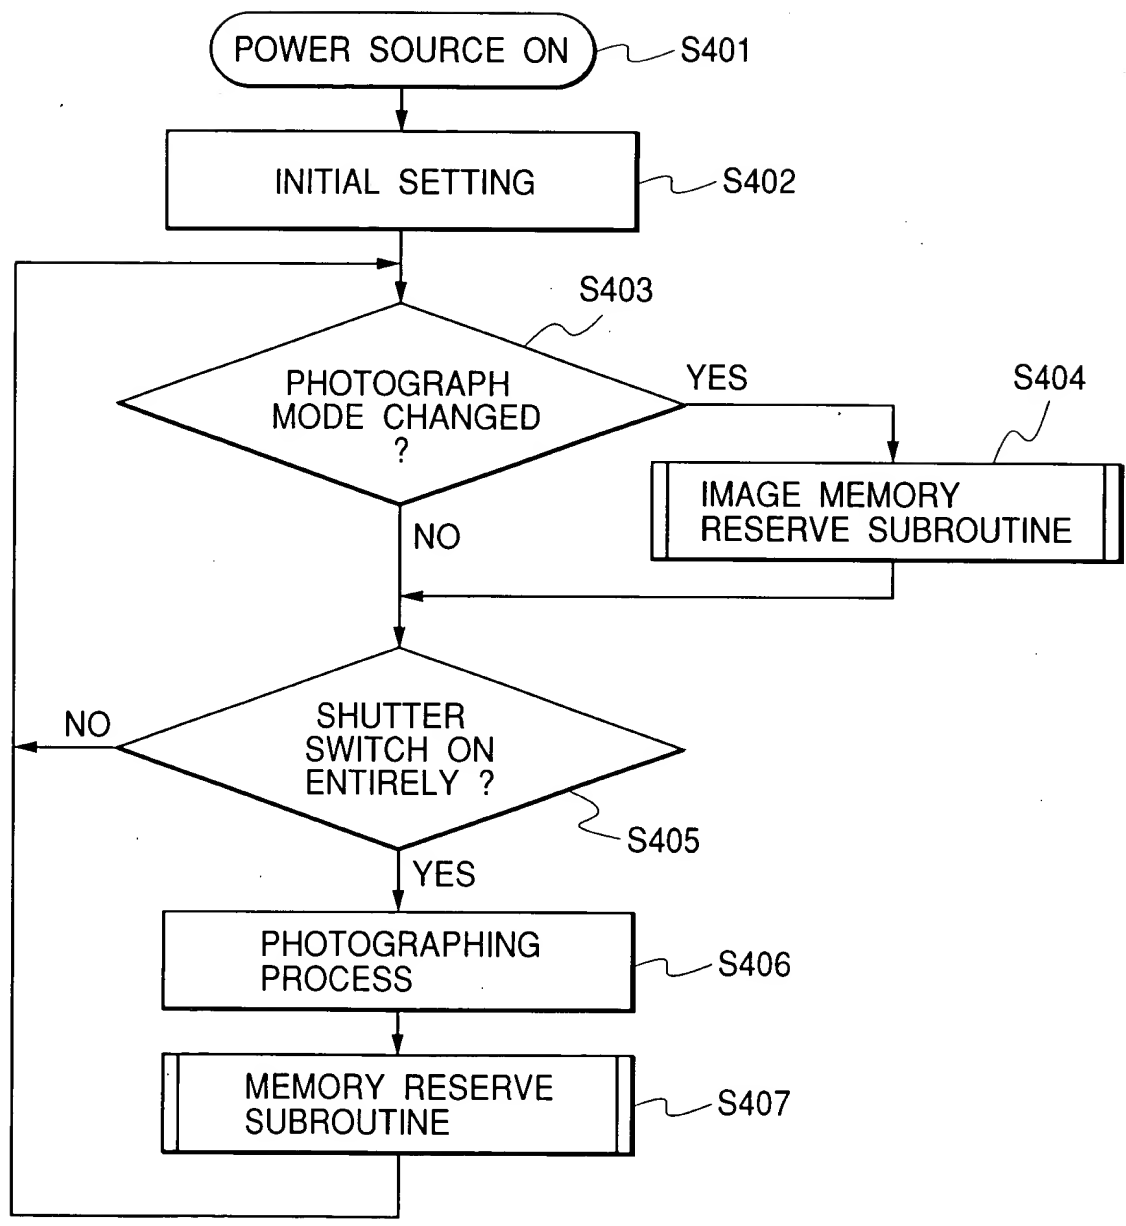 POWER SOURCE ON
S401
INITIAL SETTING
S402
S403
PHOTOGRAPH
MODE CHANGED
?
YES
S404
IMAGE MEMORY
RESERVE SUBROUTINE
NO
SHUTTER
SWITCH ON
ENTIRELY ?
NO
S405
YES
PHOTOGRAPHING
PROCESS
S406
MEMORY RESERVE
SUBROUTINE
S407